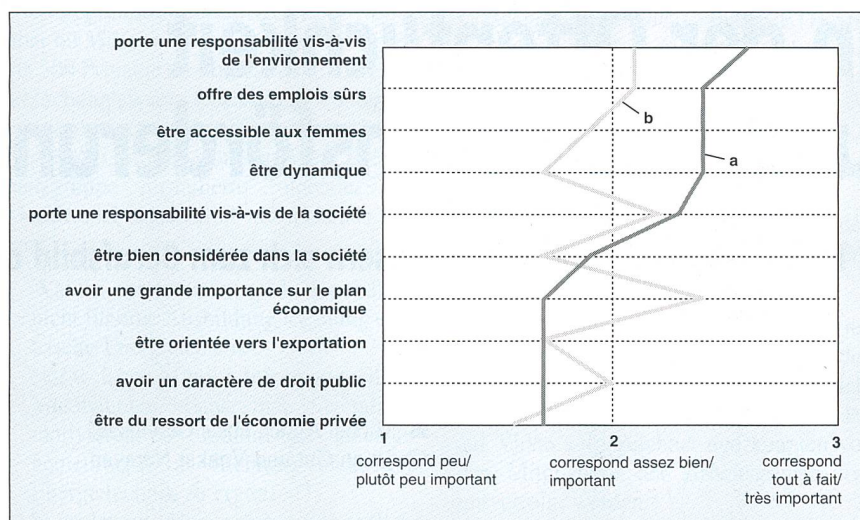 porte une responsabilité vis-à-vis
de l'environnement
offre des emplois sûrs
être accessible aux femmes
être dynamique
porte une responsabilité vis-à-vis de la société
être bien considérée dans la société
avoir une grande importance sur le plan
économique
être orientée vers l'exportation
avoir un caractère de droit public
être du ressort de l'économie privée
b
a
1
2
3
correspond peu/
plutôt peu important
correspond assez bien/
important
correspond
tout à fait/
très important